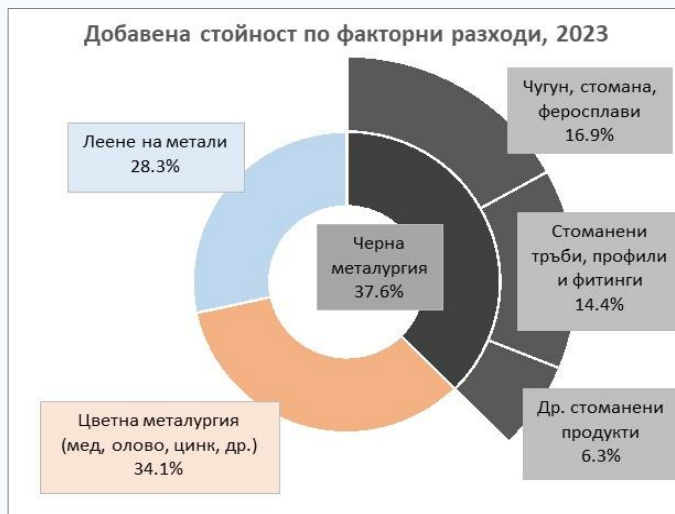 Добавена стойност по факторни разходи, 2023
Чугун, стомана,
феросплави
16.9%
Леене на метали
28.3%
Черна
металургия
37.6%
Стоманени
тръби, профили
и фитинги
14.4%
Цветна металургия
(мед, олово, цинк, др.)
34.1%
Др. стоманени
продукти
6.3%